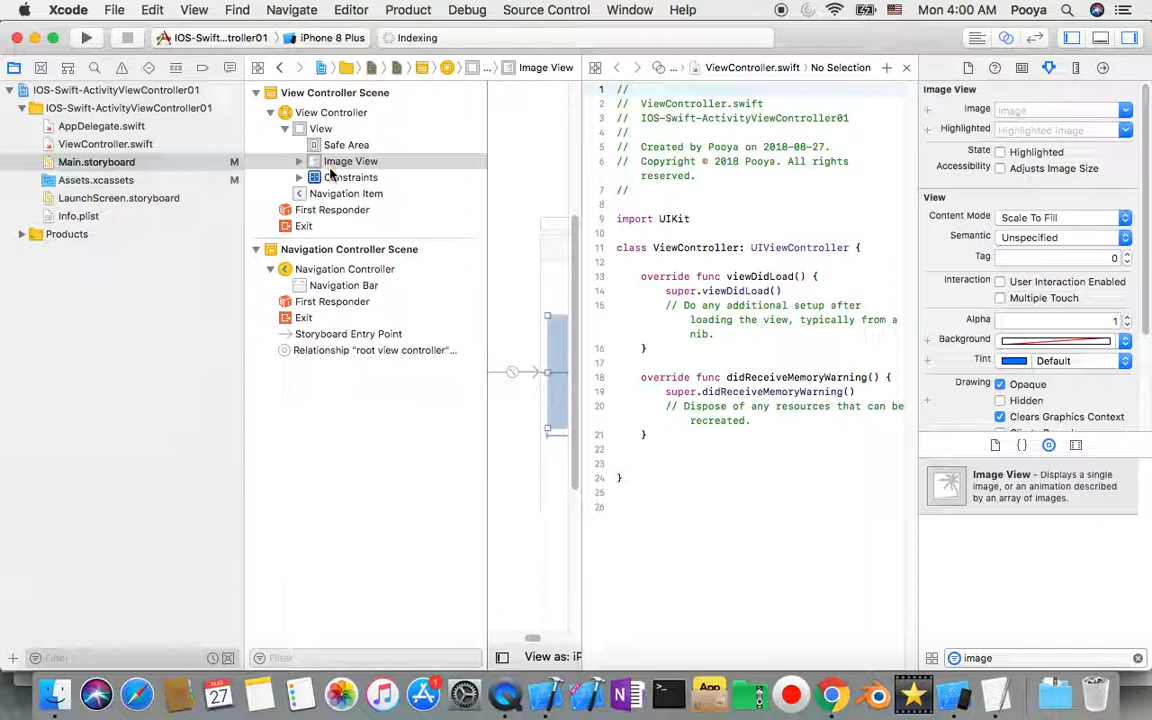 Xcode File Edit View Find Navigate Editor Product Debug Source Control Window Help Mon 4:00 AM Pooya
IOS-Swift...troller01 iPhone 8 Plus Indexing
... Image View
... ViewController.swift No Selection
IOS-Swift-ActivityViewController01
IOS-Swift-ActivityViewController01
AppDelegate.swift
ViewController.swift
Main.storyboard M
Assets.xcassets M
LaunchScreen.storyboard
Info.plist
Products
Filter
View Controller Scene
View Controller
View
Safe Area
Image View
Constraints
Navigation Item
First Responder
Exit
Navigation Controller Scene
Navigation Controller
Navigation Bar
First Responder
Exit
Storyboard Entry Point
Relationship "root view controller"...
Filter
View as: iP
1 //
2 // ViewController.swift
3 // IOS-Swift-ActivityViewController01
4 //
5 // Created by Pooya on 2018-08-27.
6 // Copyright © 2018 Pooya. All rights
reserved.
7 //
8
9 import UIKit
10
11 class ViewController: UIViewController {
12
13 override func viewDidLoad() {
14 super.viewDidLoad()
15 // Do any additional setup after
loading the view, typically from a
nib.
16 }
17
18 override func didReceiveMemoryWarning() {
19 super.didReceiveMemoryWarning()
20 // Dispose of any resources that can be
recreated.
21 }
22
23
24 }
25
26
Image View
Image Image
Highlighted Highlighted Image
State Highlighted
Accessibility Adjusts Image Size
View
Content Mode Scale To Fill
Semantic Unspecified
Tag 0
Interaction User Interaction Enabled
Multiple Touch
Alpha 1
Background
Tint Default
Drawing Opaque
Hidden
Clears Graphics Context
Image View - Displays a single
image, or an animation described
by an array of images.
image
27
App